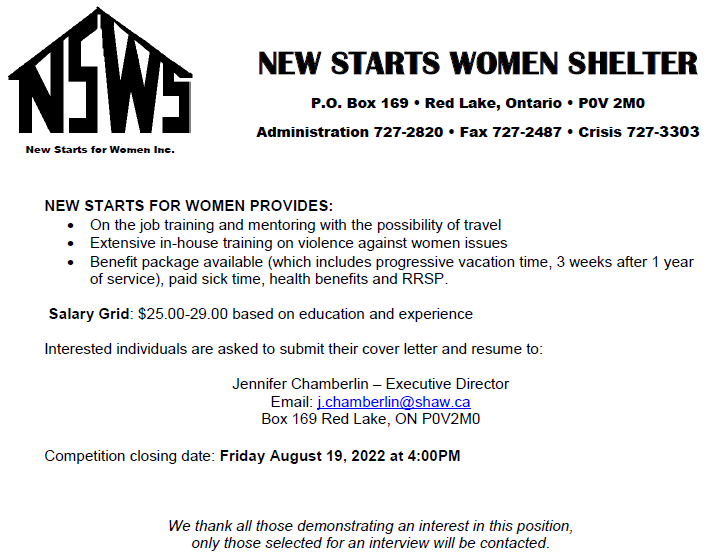 NSWS
New Starts for Women Inc.
NEW STARTS WOMEN SHELTER
P.O. Box 169 • Red Lake, Ontario • P0V 2M0
Administration 727-2820 • Fax 727-2487 • Crisis 727-3303
NEW STARTS FOR WOMEN PROVIDES:
• On the job training and mentoring with the possibility of travel
• Extensive in-house training on violence against women issues
• Benefit package available (which includes progressive vacation time, 3 weeks after 1 year
of service), paid sick time, health benefits and RRSP.
Salary Grid: $25.00-29.00 based on education and experience
Interested individuals are asked to submit their cover letter and resume to:
Jennifer Chamberlin – Executive Director
Email: j.chamberlin@shaw.ca
Box 169 Red Lake, ON P0V2M0
Competition closing date: Friday August 19, 2022 at 4:00PM
We thank all those demonstrating an interest in this position,
only those selected for an interview will be contacted.